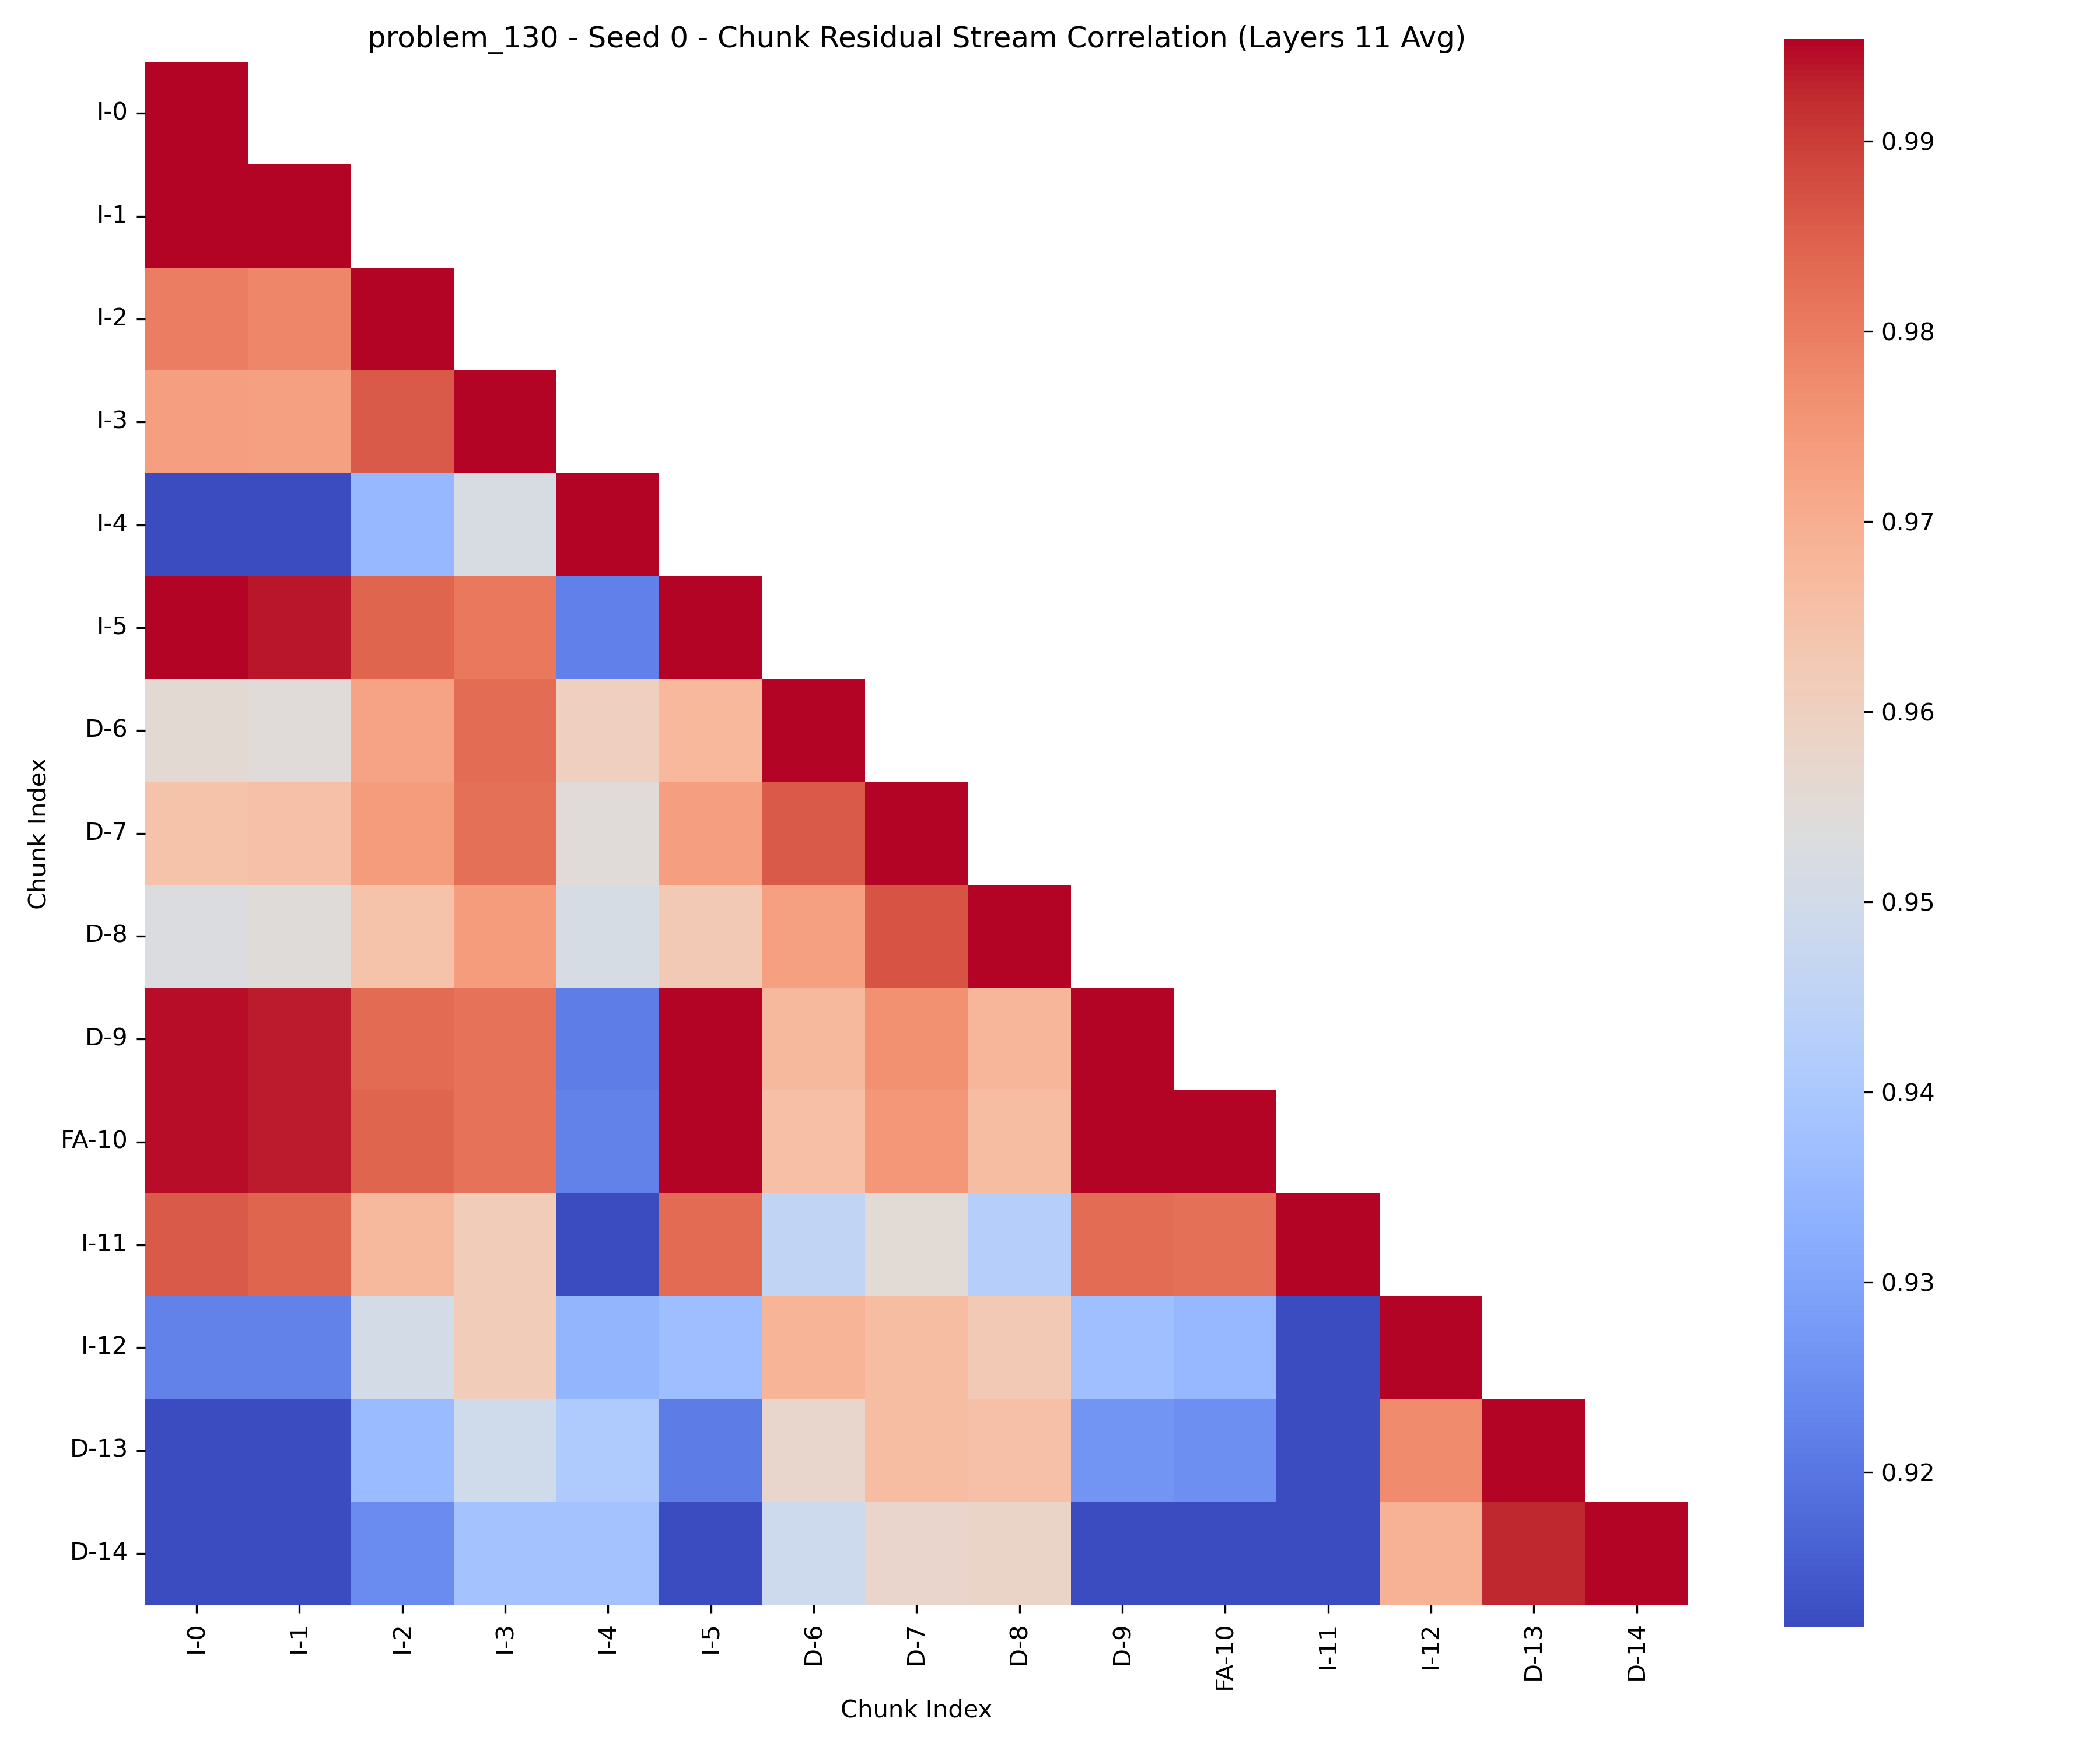 problem_130 - Seed 0 - Chunk Residual Stream Correlation (Layers 11 Avg)
Chunk Index
I-0
I-1
I-2
I-3
I-4
I-5
D-6
D-7
D-8
D-9
FA-10
I-11
I-12
D-13
D-14
I-0
I-1
I-2
I-3
I-4
I-5
D-6
D-7
D-8
D-9
FA-10
I-11
I-12
D-13
D-14
Chunk Index
0.99
0.98
0.97
0.96
0.95
0.94
0.93
0.92